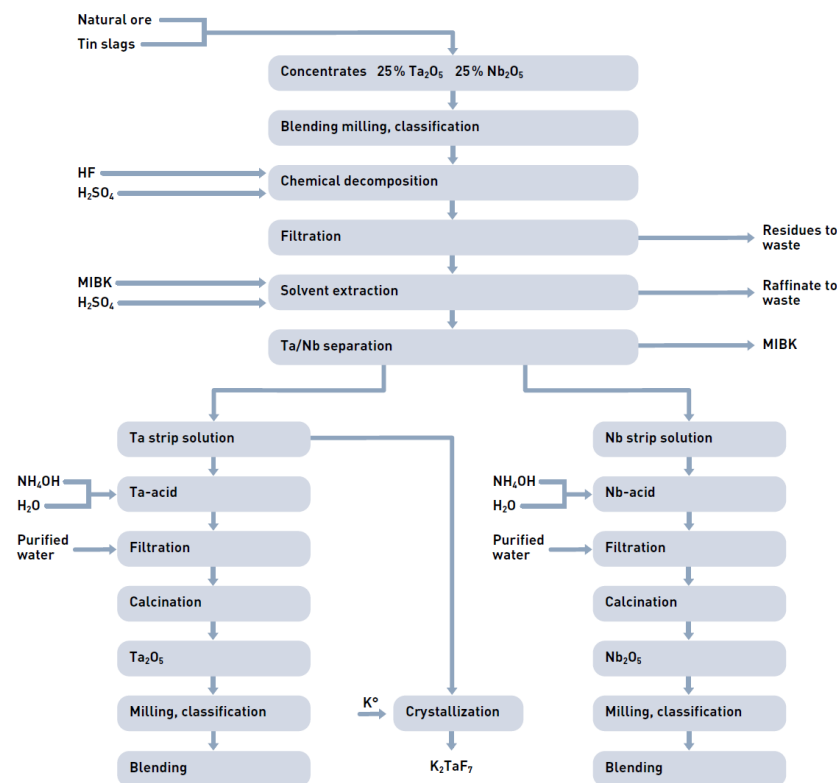 Natural ore
Tin slags
Concentrates 25% Ta₂O₅ 25% Nb₂O₅
Blending milling, classification
HF
H₂SO₄
Chemical decomposition
Filtration
Residues to
waste
MIBK
H₂SO₄
Solvent extraction
Raffinate to
waste
Ta/Nb separation
MIBK
Ta strip solution
Nb strip solution
NH₄OH
H₂O
Ta-acid
NH₄OH
H₂O
Nb-acid
Purified
water
Filtration
Purified
water
Filtration
Calcination
Calcination
Ta₂O₅
Nb₂O₅
Milling, classification
K°
Crystallization
Milling, classification
Blending
K₂TaF₇
Blending